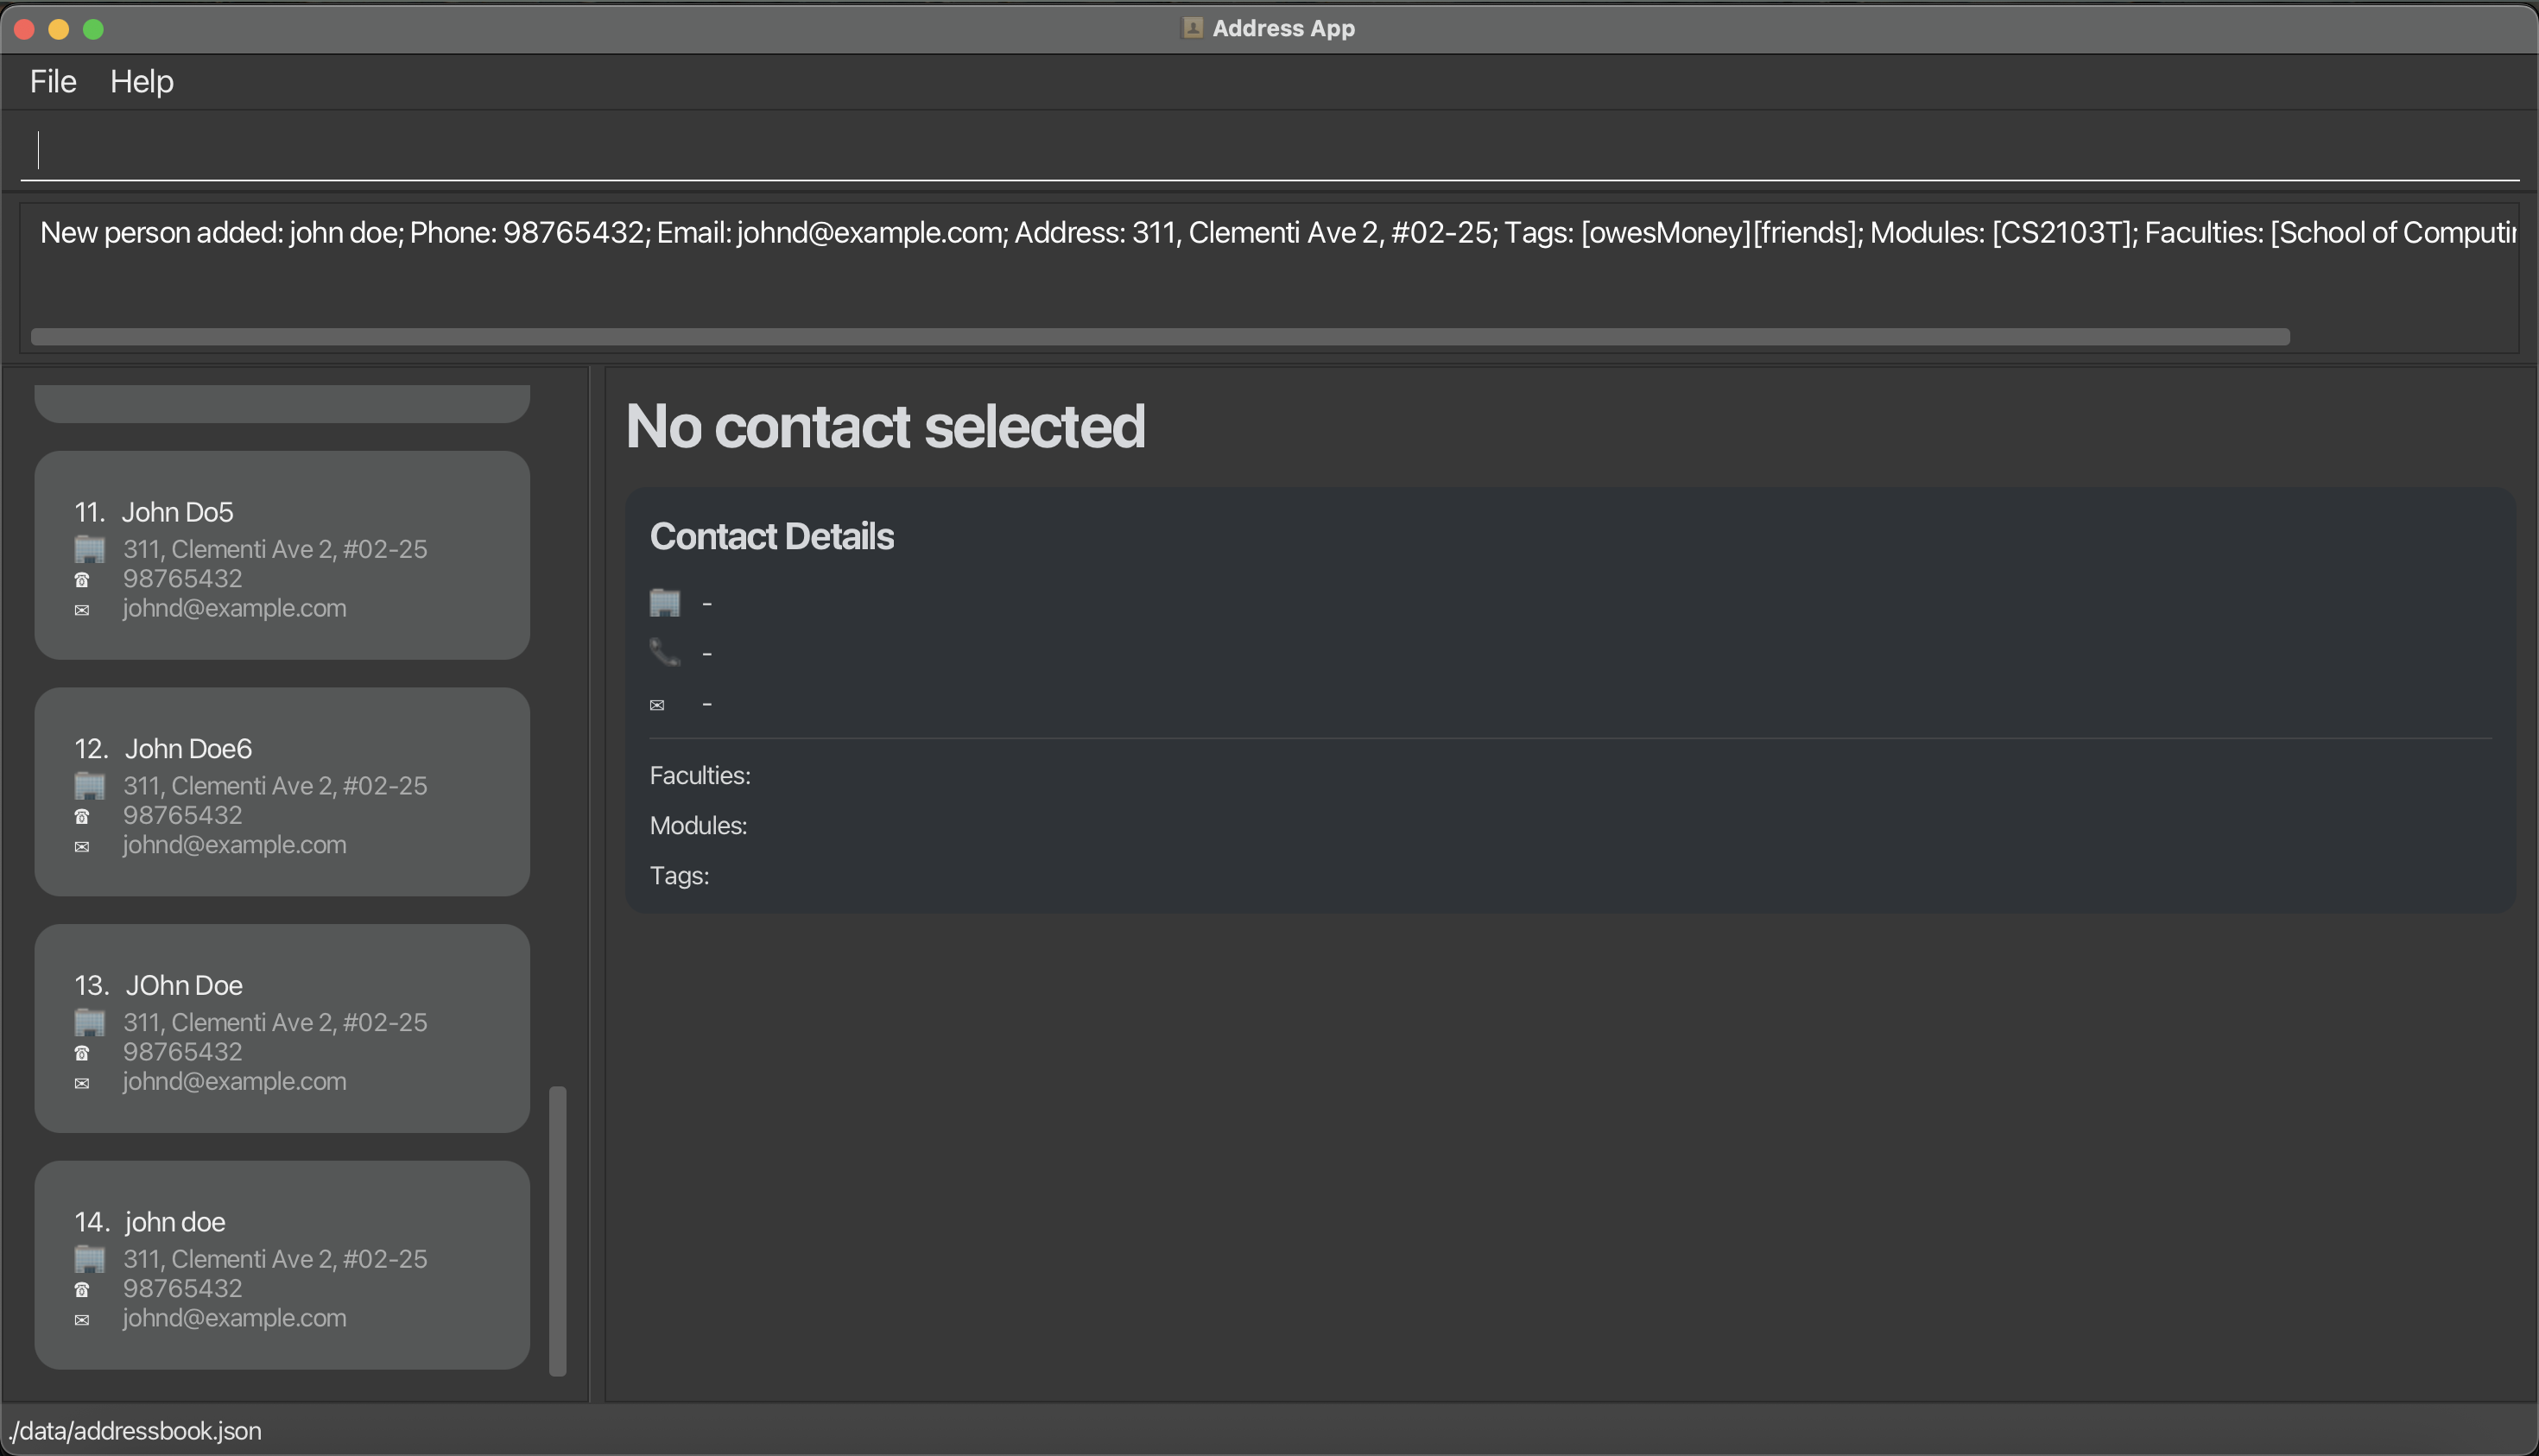 Address App
File Help
New person added: john doe; Phone: 98765432; Email: johnd@example.com; Address: 311, Clementi Ave 2, #02-25; Tags: [owesMoney][friends]; Modules: [CS2103T]; Faculties: [School of Computin
11. John Do5
311, Clementi Ave 2, #02-25
98765432
johnd@example.com
12. John Doe6
311, Clementi Ave 2, #02-25
98765432
johnd@example.com
13. JOhn Doe
311, Clementi Ave 2, #02-25
98765432
johnd@example.com
14. john doe
311, Clementi Ave 2, #02-25
98765432
johnd@example.com
No contact selected
Contact Details
-
-
-
Faculties:
Modules:
Tags:
./data/addressbook.json